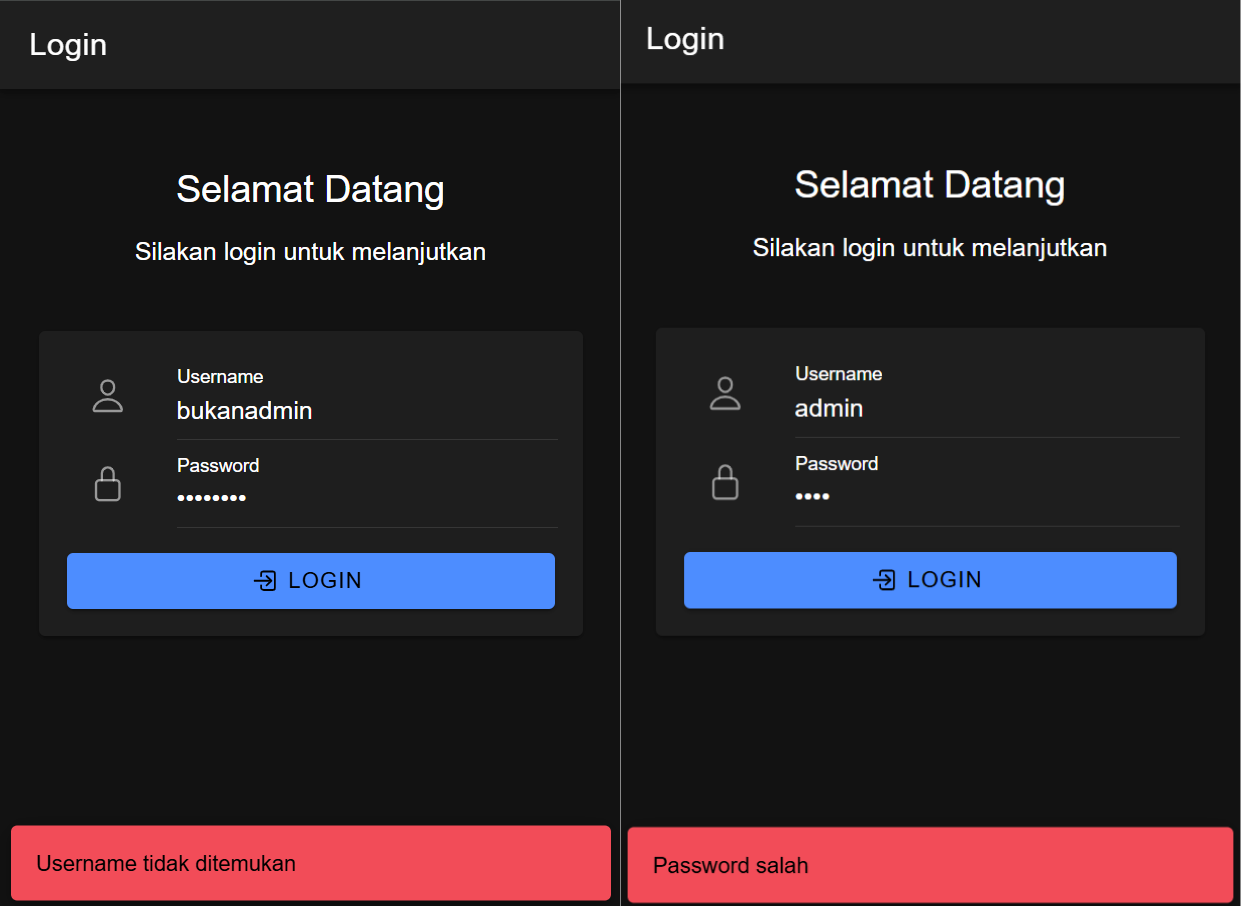 Login
Selamat Datang
Silakan login untuk melanjutkan
Username
bukanadmin
Password
••••••••
LOGIN
Username tidak ditemukan
Login
Selamat Datang
Silakan login untuk melanjutkan
Username
admin
Password
••••
LOGIN
Password salah